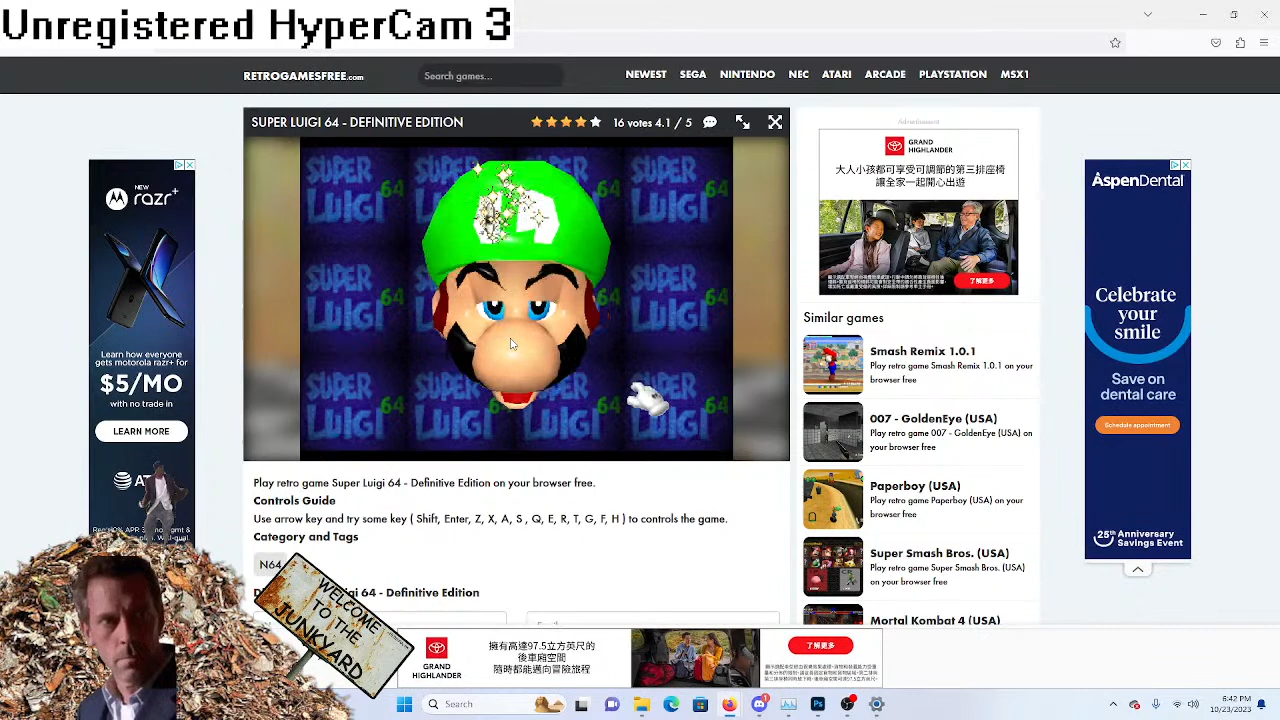 Unregistered HyperCam 3
RETROGAMESFREE.com
Search games...
NEWEST SEGA NINTENDO NEC ATARI ARCADE PLAYSTATION MSX1
SUPER LUIGI 64 - DEFINITIVE EDITION
16 votes 4.1 / 5
SUPER LUIGI 64
NEW
razr+
Learn how everyone
gets motorola razr+ for
$5/MO
with no trade in
LEARN MORE
Play retro game Super Luigi 64 - Definitive Edition on your browser free.
Controls Guide
Use arrow key and try some key ( Shift, Enter, Z, X, A, S , Q, E, R, T, G, F, H ) to controls the game.
Category and Tags
N64
Luigi 64 - Definitive Edition
WELCOME
TO THE
JUNKYARD
Advertisement
GRAND
HIGHLANDER
大人小孩都可享受可調節的第三排座椅
讓全家一起開心出遊
了解更多
Similar games
Smash Remix 1.0.1
Play retro game Smash Remix 1.0.1 on your
browser free
007 - GoldenEye (USA)
Play retro game 007 - GoldenEye (USA) on
your browser free
Paperboy (USA)
Play retro game Paperboy (USA) on your
browser free
Super Smash Bros. (USA)
Play retro game Super Smash Bros. (USA)
on your browser free
Mortal Kombat 4 (USA)
AspenDental
Celebrate
your
smile
Save on
dental care
Schedule appointment
25th Anniversary
Savings Event
GRAND
HIGHLANDER
擁有高達97.5立方英尺的
後車廂空間
隨時都能邁向冒險旅程
了解更多
Search
6:42 PM
10/23/2023